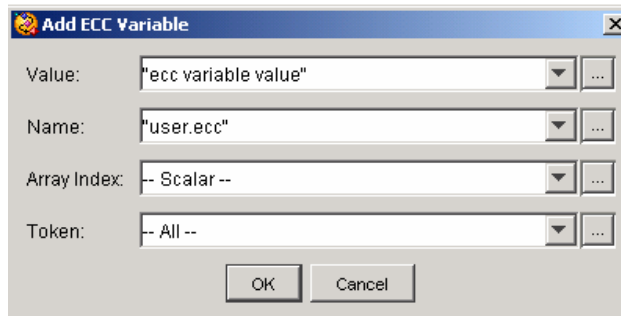 Add ECC Variable
Value: "ecc variable value" ...
Name: "user.ecc" ...
Array Index: -- Scalar -- ...
Token: -- All -- ...
OK Cancel